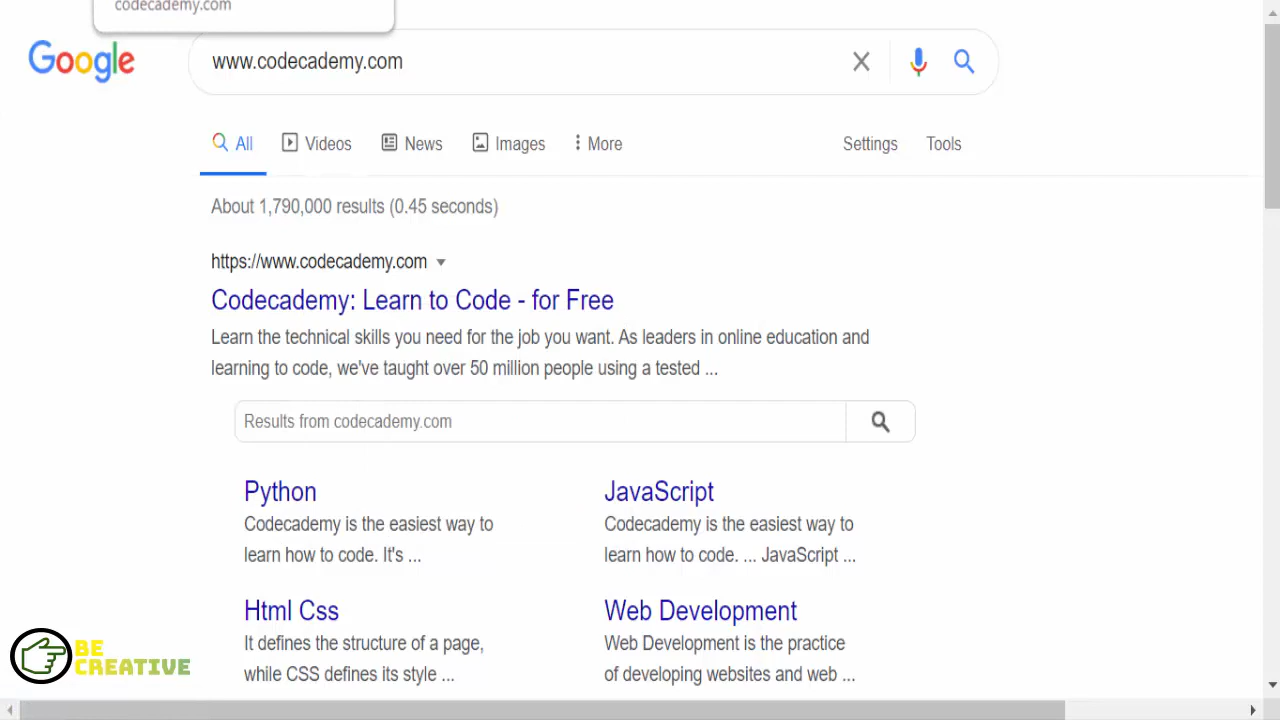 codecademy.com
Google
www.codecademy.com
All Videos News Images More Settings Tools
About 1,790,000 results (0.45 seconds)
https://www.codecademy.com
Codecademy: Learn to Code - for Free
Learn the technical skills you need for the job you want. As leaders in online education and
learning to code, we've taught over 50 million people using a tested ...
Results from codecademy.com
Python
Codecademy is the easiest way to
learn how to code. It's ...
JavaScript
Codecademy is the easiest way to
learn how to code. ... JavaScript ...
Html Css
It defines the structure of a page,
while CSS defines its style ...
Web Development
Web Development is the practice
of developing websites and web ...
BE
CREATIVE